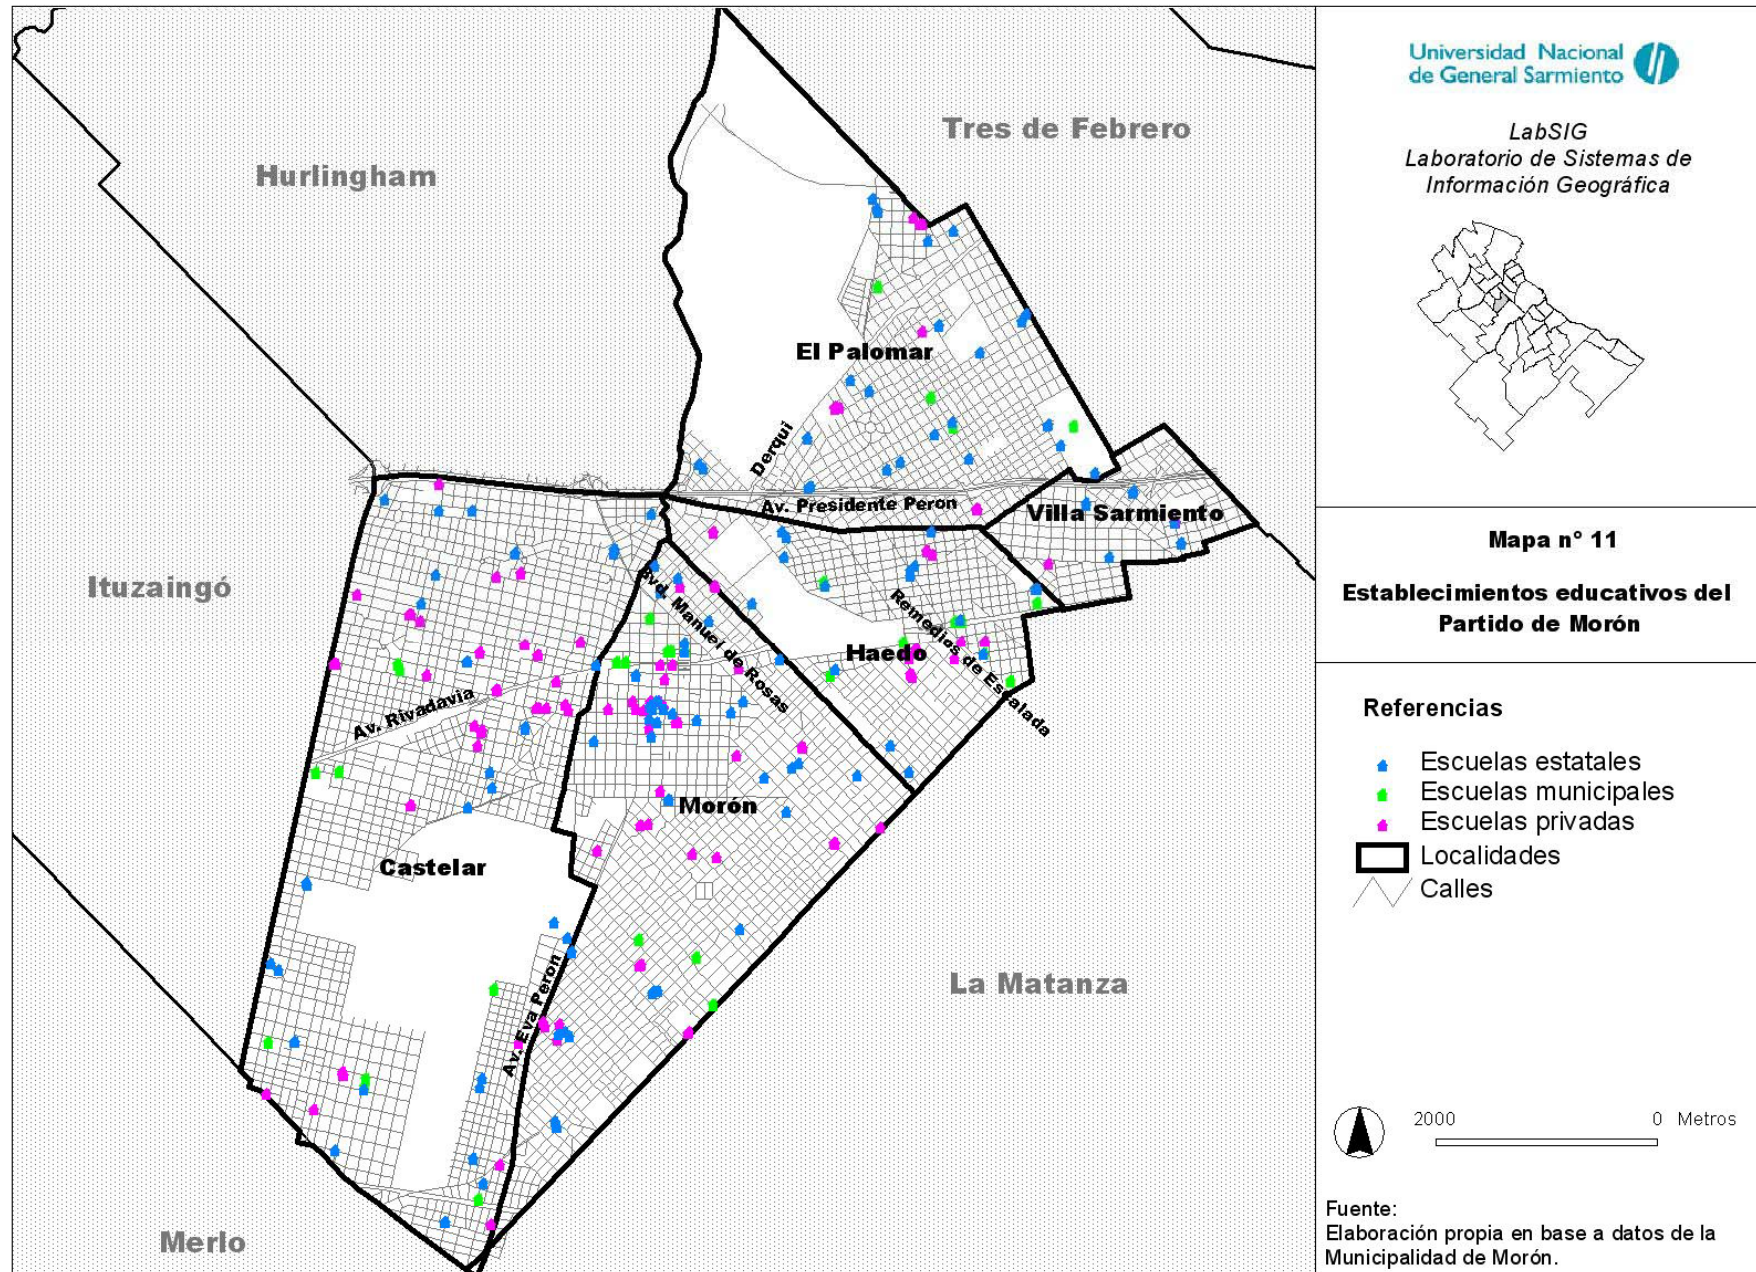 Universidad Nacional
de General Sarmiento
LabSIG
Laboratorio de Sistemas de
Información Geográfica
Mapa n° 11
Establecimientos educativos del
Partido de Morón
Referencias
Escuelas estatales
Escuelas municipales
Escuelas privadas
Localidades
Calles
2000 0 Metros
Fuente:
Elaboración propia en base a datos de la
Municipalidad de Morón.
Tres de Febrero
Hurlingham
El Palomar
Derqui
Av. Presidente Peron
Villa Sarmiento
Ituzaingó
Avd. Manuel de Rosas
Remedios de Escalada
Haedo
Av. Rivadavia
Morón
Castelar
Av. Eva Peron
La Matanza
Merlo